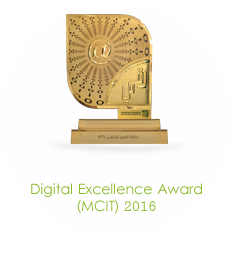 @
Digital Excellence Award
(MCIT) 2016